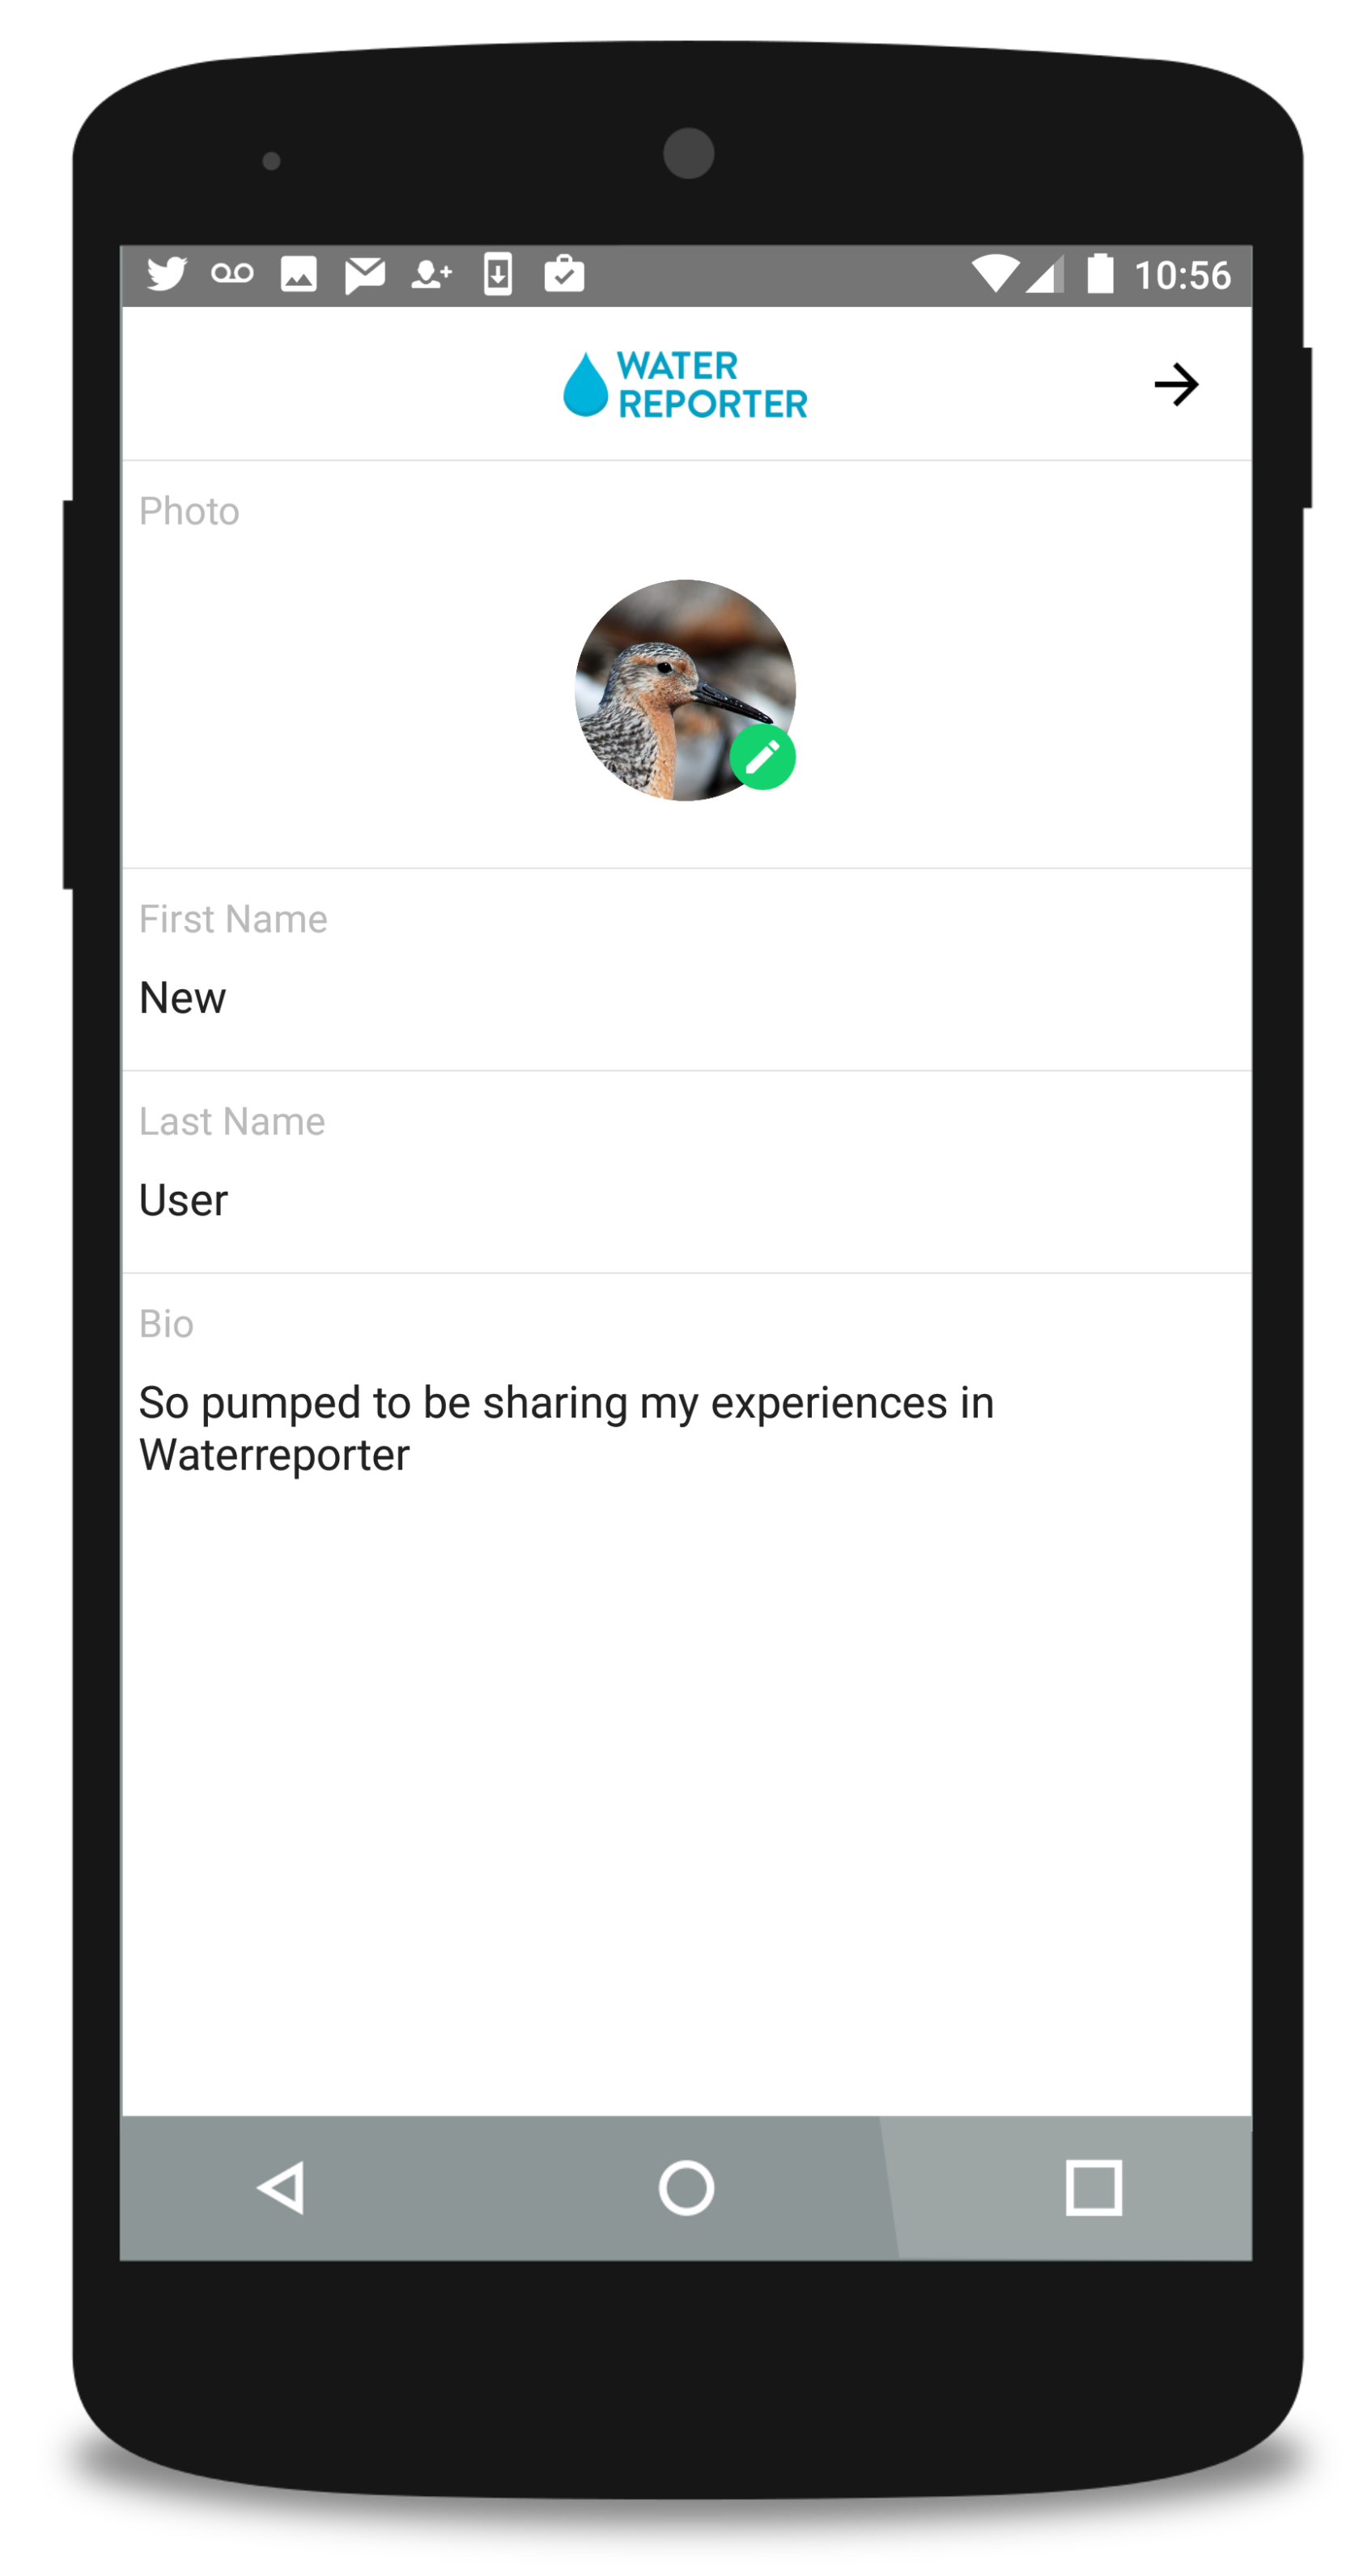 10:56
WATER
REPORTER
Photo
First Name
New
Last Name
User
Bio
So pumped to be sharing my experiences in
Waterreporter